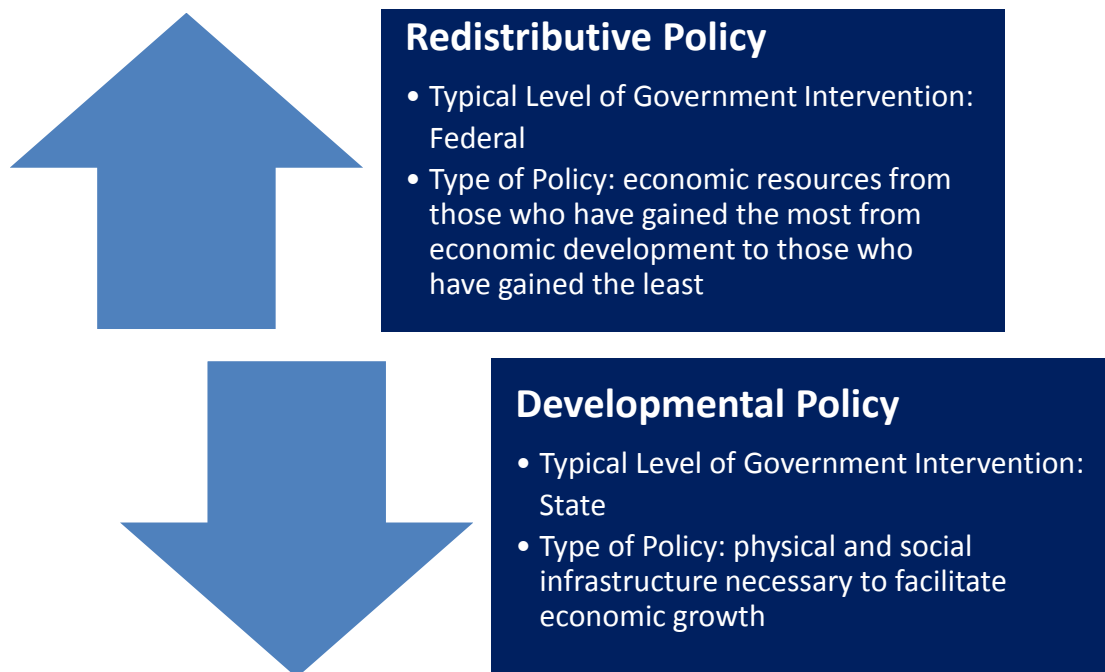 Redistributive Policy
• Typical Level of Government Intervention:
Federal
• Type of Policy: economic resources from
those who have gained the most from
economic development to those who
have gained the least
Developmental Policy
• Typical Level of Government Intervention:
State
• Type of Policy: physical and social
infrastructure necessary to facilitate
economic growth